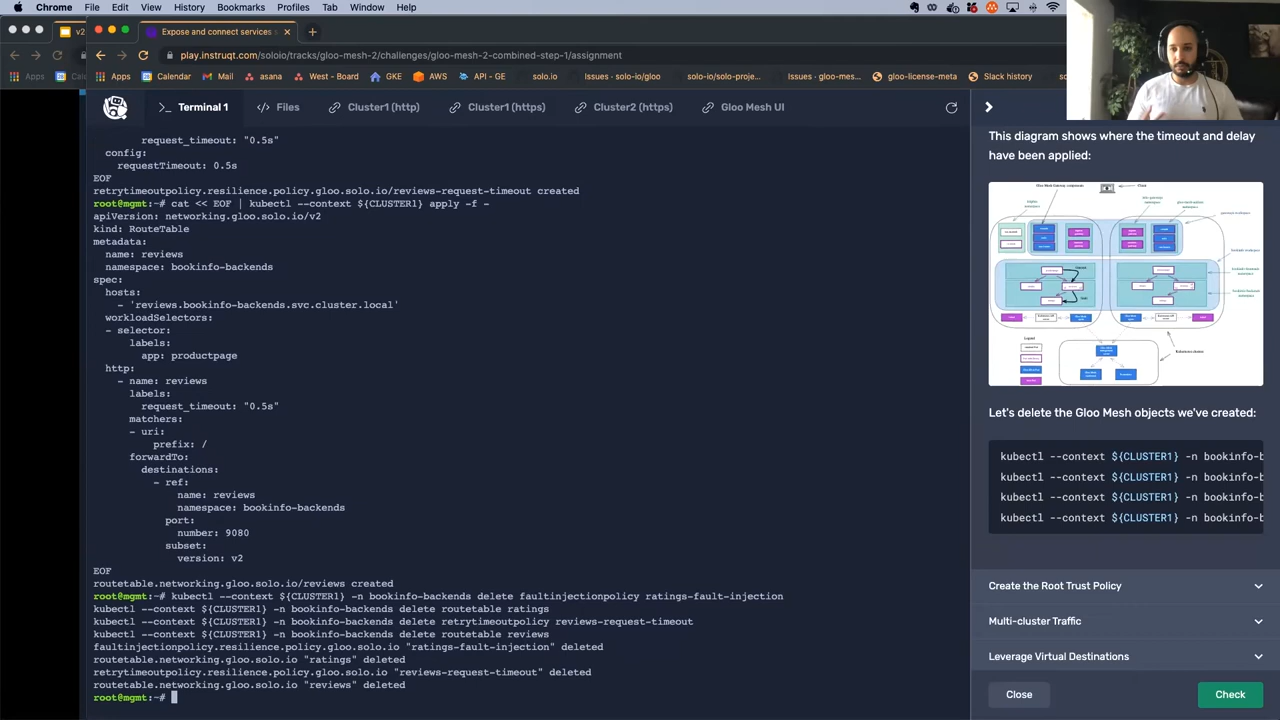 Chrome File Edit View History Bookmarks Profiles Tab Window Help
v2
Expose and connect services
play.instruqt.com/soloio/tracks/gloo-mesh-2/challenges/gloo-mesh-2-combined-step-1/assignment
Apps
Apps Calendar Mail asana West - Board GKE AWS API - GE solo.io Issues · solo-io/gloo solo-io/solo-proje... Issues · gloo-mes... gloo-license-meta Slack history
Terminal 1 Files Cluster1 (http) Cluster1 (https) Cluster2 (https) Gloo Mesh UI
request_timeout: "0.5s"
config:
requestTimeout: 0.5s
EOF
retrytimeoutpolicy.resilience.policy.gloo.solo.io/reviews-request-timeout created
root@mgmt:~# cat << EOF | kubectl --context ${CLUSTER1} apply -f -
apiVersion: networking.gloo.solo.io/v2
kind: RouteTable
metadata:
name: reviews
namespace: bookinfo-backends
spec:
hosts:
- 'reviews.bookinfo-backends.svc.cluster.local'
workloadSelectors:
- selector:
labels:
app: productpage
http:
- name: reviews
labels:
request_timeout: "0.5s"
matchers:
- uri:
prefix: /
forwardTo:
destinations:
- ref:
name: reviews
namespace: bookinfo-backends
port:
number: 9080
subset:
version: v2
EOF
routetable.networking.gloo.solo.io/reviews created
root@mgmt:~# kubectl --context ${CLUSTER1} -n bookinfo-backends delete faultinjectionpolicy ratings-fault-injection
kubectl --context ${CLUSTER1} -n bookinfo-backends delete routetable ratings
kubectl --context ${CLUSTER1} -n bookinfo-backends delete retrytimeoutpolicy reviews-request-timeout
kubectl --context ${CLUSTER1} -n bookinfo-backends delete routetable reviews
faultinjectionpolicy.resilience.policy.gloo.solo.io "ratings-fault-injection" deleted
routetable.networking.gloo.solo.io "ratings" deleted
retrytimeoutpolicy.resilience.policy.gloo.solo.io "reviews-request-timeout" deleted
routetable.networking.gloo.solo.io "reviews" deleted
root@mgmt:~#
This diagram shows where the timeout and delay
have been applied:
Gloo Mesh Gateway components
Client
Legend
Kubernetes clusters
Let's delete the Gloo Mesh objects we've created:
kubectl --context ${CLUSTER1} -n bookinfo-b
kubectl --context ${CLUSTER1} -n bookinfo-b
kubectl --context ${CLUSTER1} -n bookinfo-b
kubectl --context ${CLUSTER1} -n bookinfo-b
Create the Root Trust Policy
Multi-cluster Traffic
Leverage Virtual Destinations
Close Check